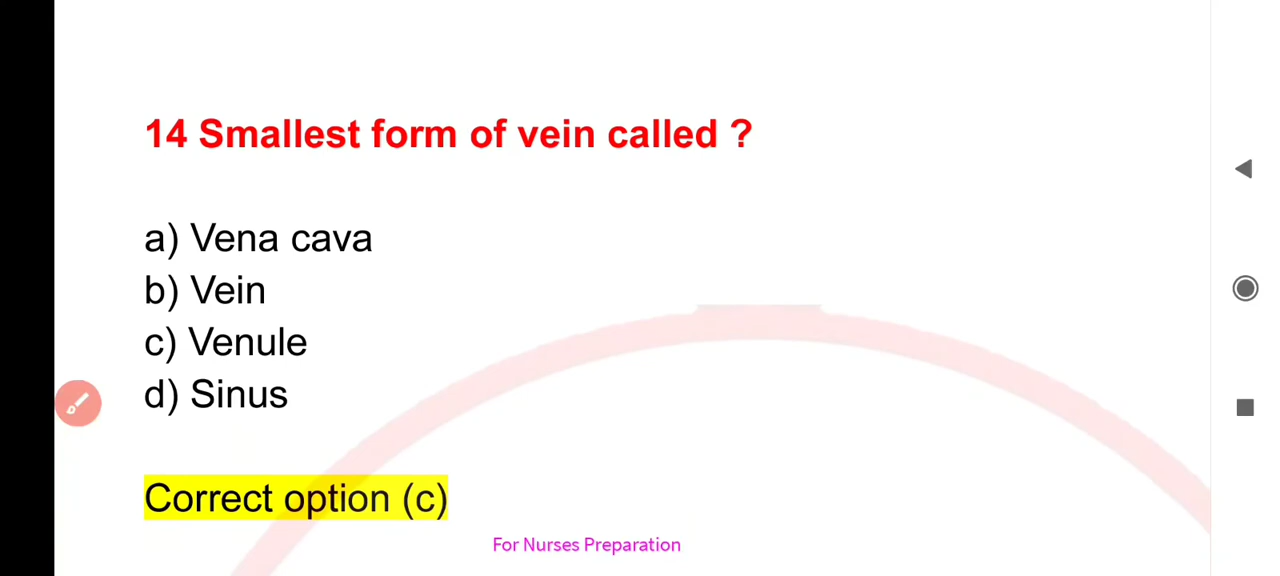 14 Smallest form of vein called ?
a) Vena cava
b) Vein
c) Venule
d) Sinus
Correct option (c)
For Nurses Preparation